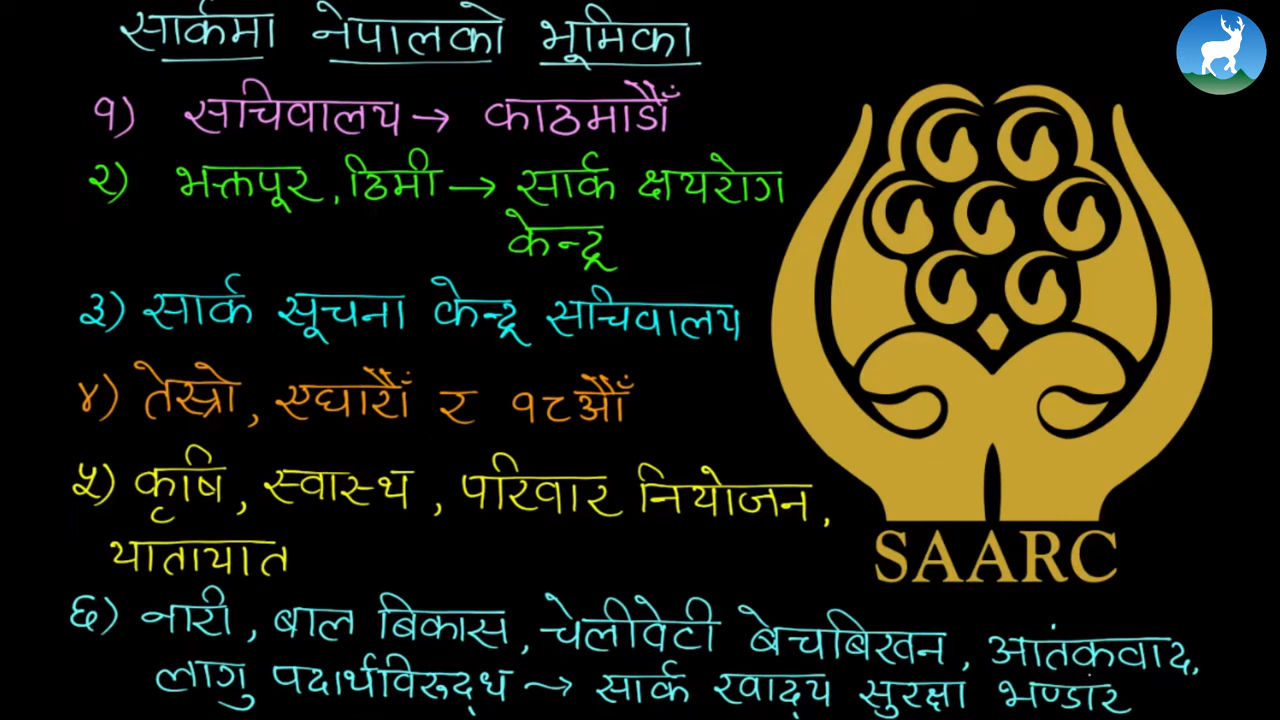 सार्कमा नेपालको भूमिका
१) सचिवालय → काठमाडौँ
२) भक्तपूर, ठिमी → सार्क क्षयरोग
केन्द्र
३) सार्क सूचना केन्द्र सचिवालय
४) तेस्रो, एघारौँ र १८औँ
५) कृषि, स्वास्थ, परिवार नियोजन,
यातायात
६) नारी, बाल बिकास, चेलीवेटी बेचबिखन, आतंकवाद,
लागु पदार्थविरूद्ध → सार्क खाद्य सुरक्षा भण्डार
SAARC